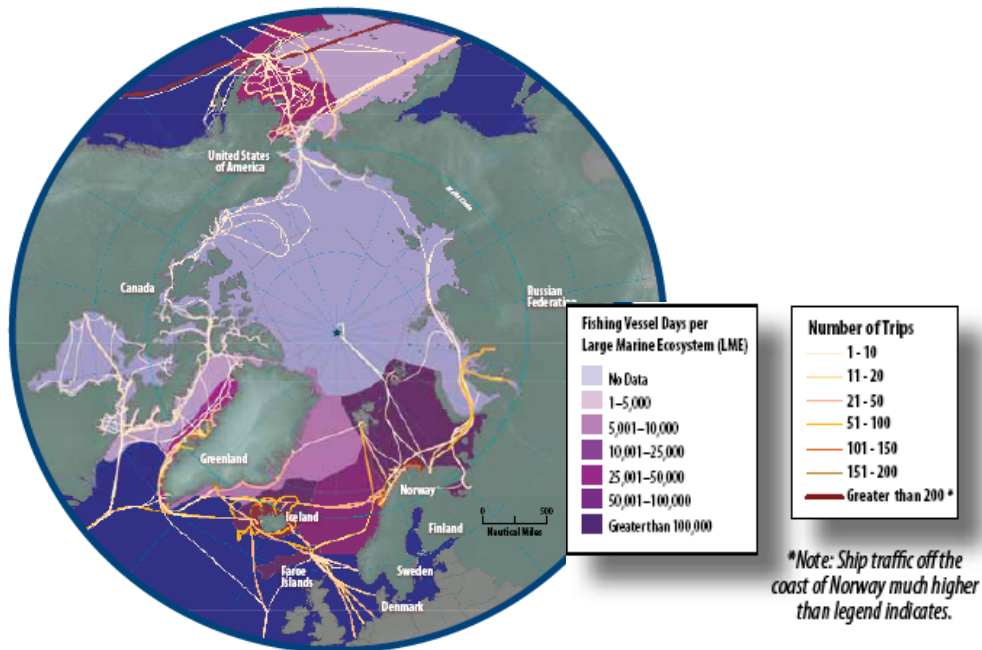 United States
of America
Canada
Russian
Federation
Greenland
Iceland
Norway
Finland
Faroe
Islands
Sweden
Denmark
0 500
Nautical Miles
Fishing Vessel Days per
Large Marine Ecosystem (LME)
No Data
1–5,000
5,001–10,000
10,001–25,000
25,001–50,000
50,001–100,000
Greater than 100,000
Number of Trips
1 - 10
11 - 20
21 - 50
51 - 100
101 - 150
151 - 200
Greater than 200 *
*Note: Ship traffic off the
coast of Norway much higher
than legend indicates.